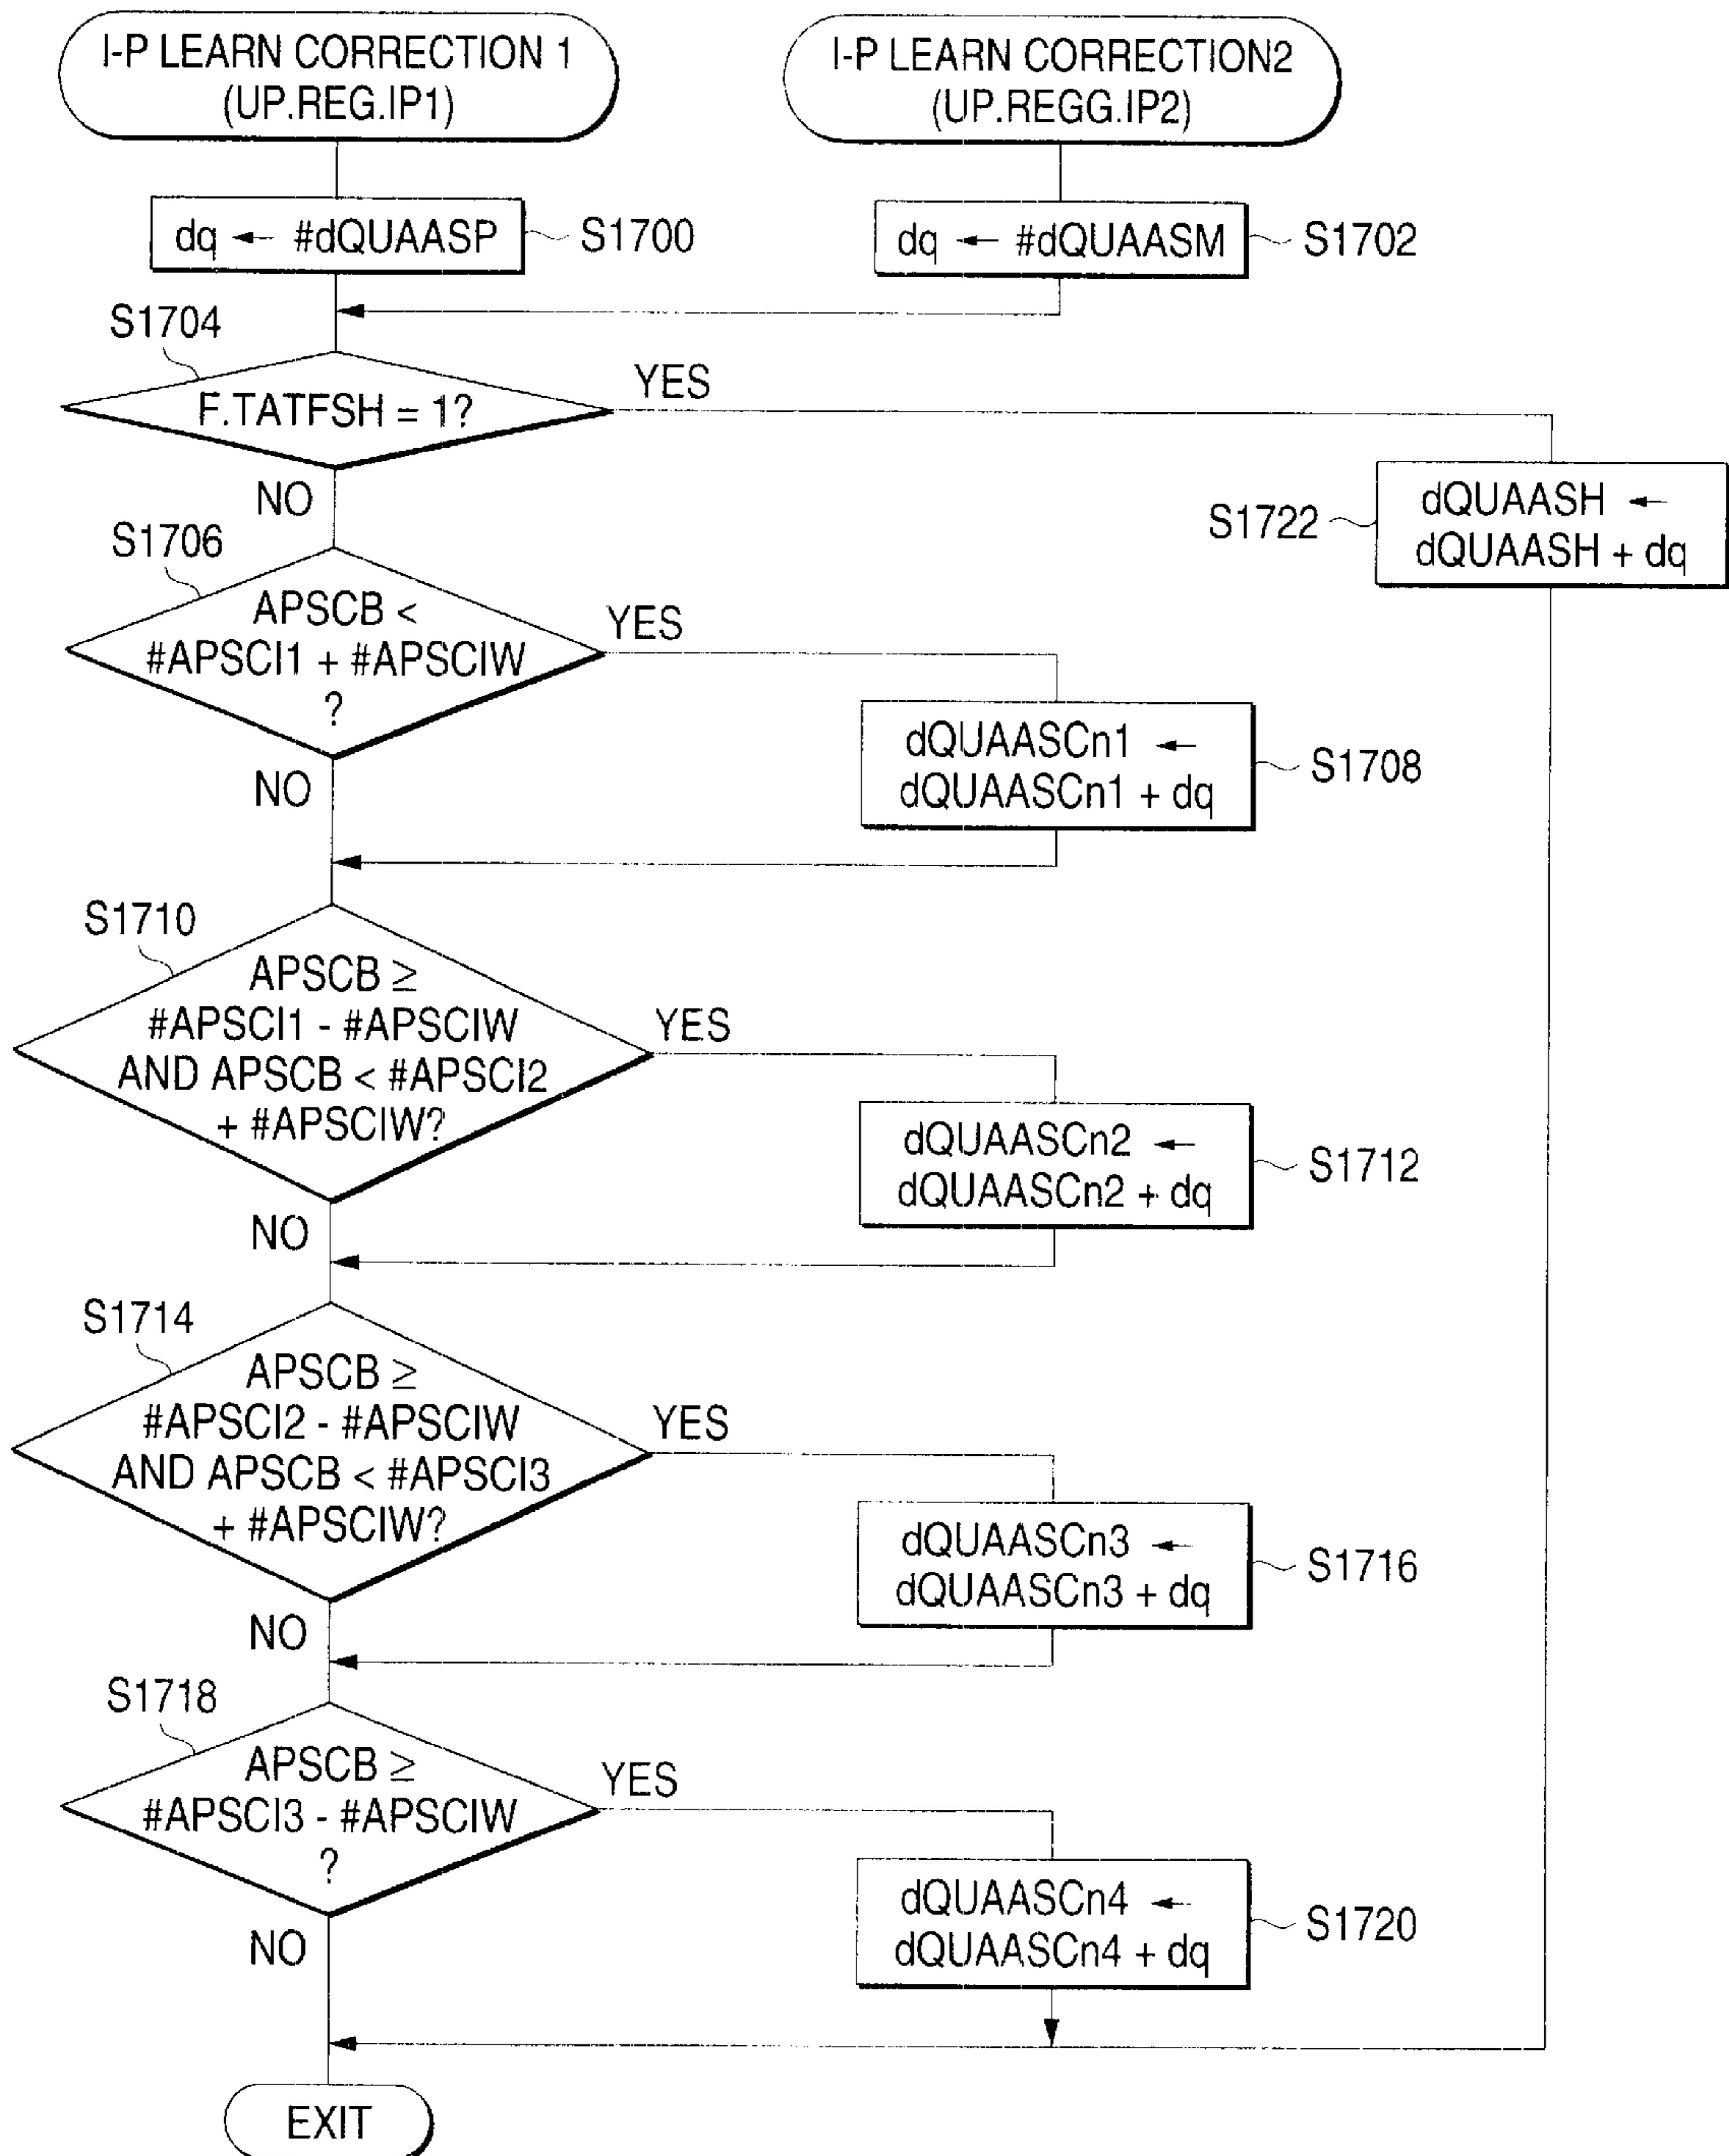 I-P LEARN CORRECTION 1
(UP.REG.IP1)
I-P LEARN CORRECTION2
(UP.REGG.IP2)
dq ← #dQUAASP
S1700
dq ← #dQUAASM
S1702
S1704
F.TATFSH = 1?
YES
NO
S1722
dQUAASH ←
dQUAASH + dq
S1706
APSCB <
#APSCI1 + #APSCIW
?
YES
NO
dQUAASCn1 ←
dQUAASCn1 + dq
S1708
S1710
APSCB ≥
#APSCI1 - #APSCIW
AND APSCB < #APSCI2
+ #APSCIW?
YES
NO
dQUAASCn2 ←
dQUAASCn2 + dq
S1712
S1714
APSCB ≥
#APSCI2 - #APSCIW
AND APSCB < #APSCI3
+ #APSCIW?
YES
NO
dQUAASCn3 ←
dQUAASCn3 + dq
S1716
S1718
APSCB ≥
#APSCI3 - #APSCIW
?
YES
NO
dQUAASCn4 ←
dQUAASCn4 + dq
S1720
EXIT